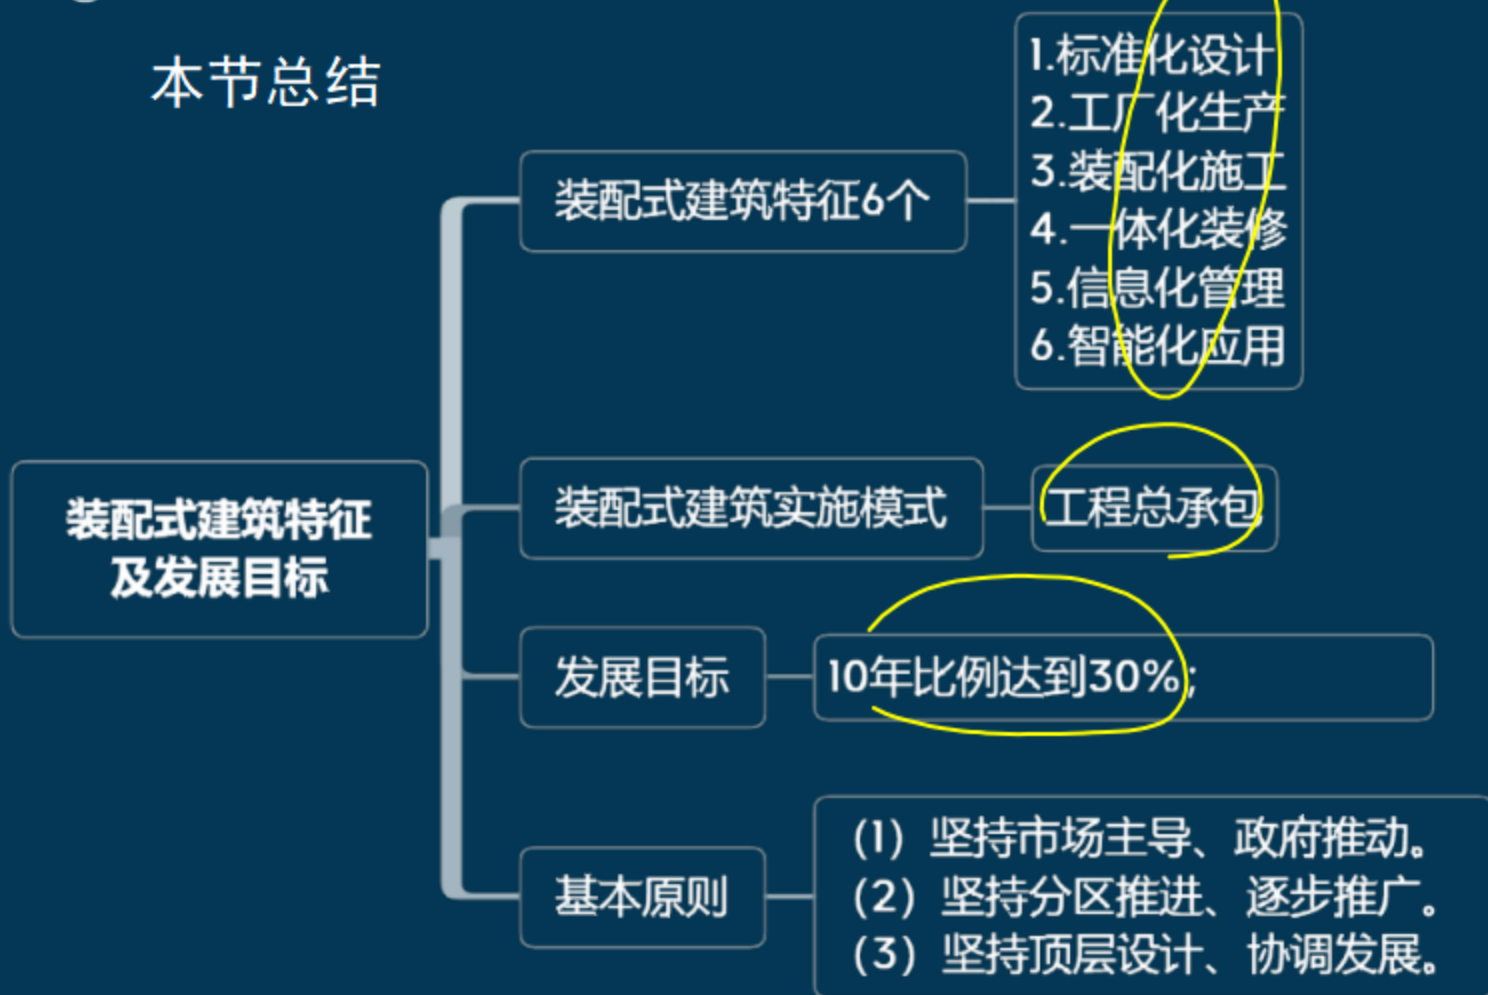 本节总结
装配式建筑特征
及发展目标
装配式建筑特征6个
1.标准化设计
2.工厂化生产
3.装配化施工
4.一体化装修
5.信息化管理
6.智能化应用
装配式建筑实施模式
工程总承包
发展目标
10年比例达到30%;
基本原则
（1）坚持市场主导、政府推动。
（2）坚持分区推进、逐步推广。
（3）坚持顶层设计、协调发展。